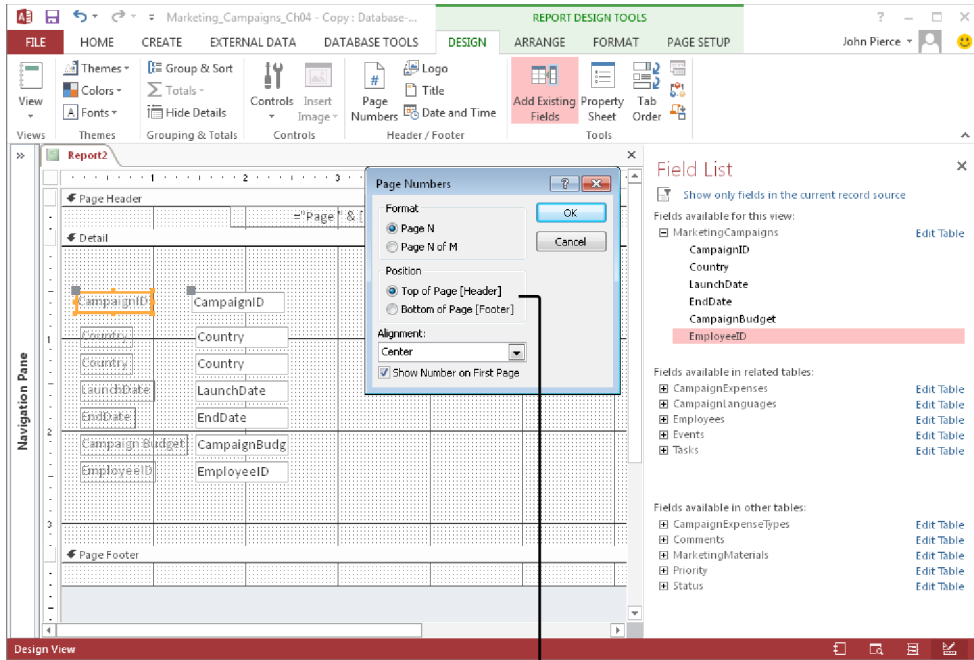 Marketing_Campaigns_Ch04 - Copy : Database-...
REPORT DESIGN TOOLS
?
FILE HOME CREATE EXTERNAL DATA DATABASE TOOLS DESIGN ARRANGE FORMAT PAGE SETUP John Pierce
View
Views
Themes
Colors
Fonts
Themes
Group & Sort
Totals
Hide Details
Grouping & Totals
Controls
Insert Image
Controls
Page Numbers
Logo
Title
Date and Time
Header / Footer
Add Existing Fields
Property Sheet
Tab Order
Tools
Navigation Pane
Report2
1 2 3
Page Header
="Page " & [
Detail
CampaignID CampaignID
Country Country
Country Country
LaunchDate LaunchDate
EndDate EndDate
Campaign Budget CampaignBudg
EmployeeID EmployeeID
1
2
3
Page Footer
Page Numbers
Format
Page N
Page N of M
Position
Top of Page [Header]
Bottom of Page [Footer]
Alignment:
Center
Show Number on First Page
OK
Cancel
Field List
Show only fields in the current record source
Fields available for this view:
MarketingCampaigns Edit Table
CampaignID
Country
LaunchDate
EndDate
CampaignBudget
EmployeeID
Fields available in related tables:
CampaignExpenses Edit Table
CampaignLanguages Edit Table
Employees Edit Table
Events Edit Table
Tasks Edit Table
Fields available in other tables:
CampaignExpenseTypes Edit Table
Comments Edit Table
MarketingMaterials Edit Table
Priority Edit Table
Status Edit Table
Design View